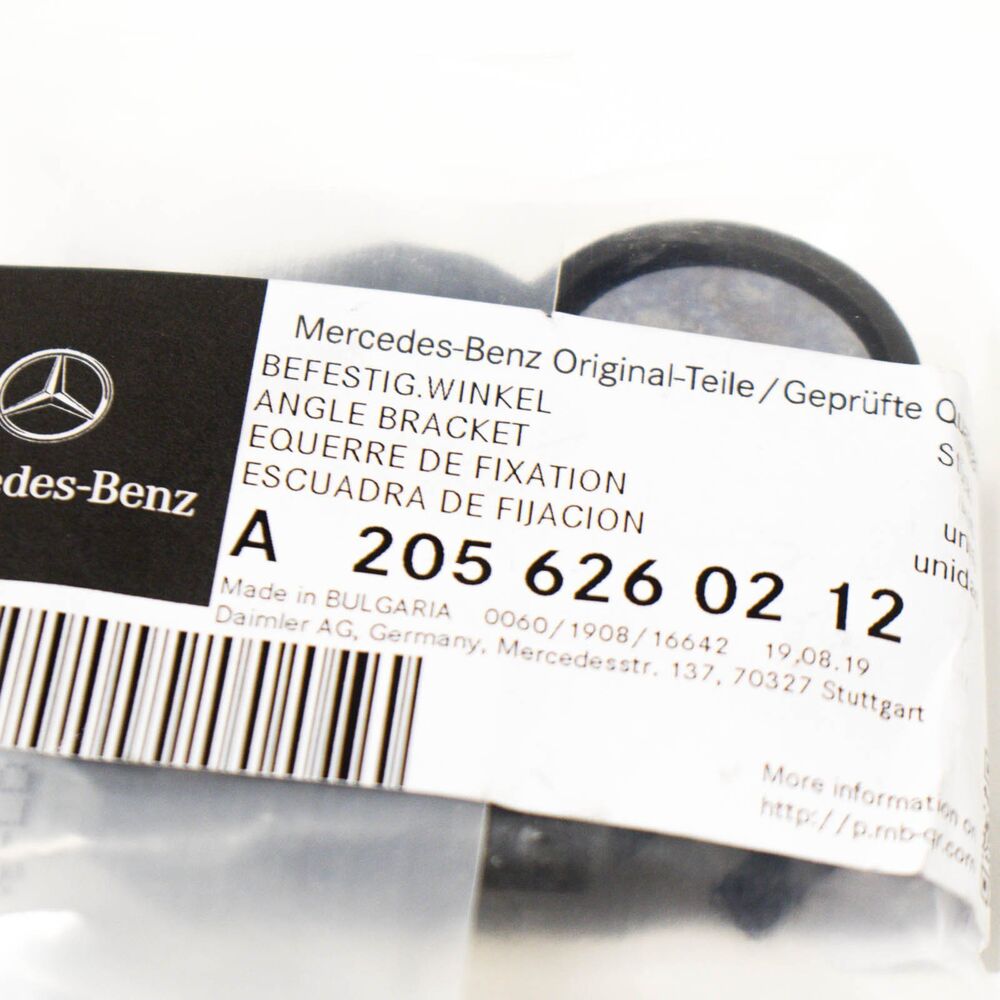 Mercedes-Benz Original-Teile/Geprüfte
BEFESTIG.WINKEL
ANGLE BRACKET
EQUERRE DE FIXATION
ESCUADRA DE FIJACION
A 205 626 02 12
Made in BULGARIA 0060/1908/16642 19.08.19
Daimler AG, Germany, Mercedesstr. 137, 70327 Stuttgart
edes-Benz
More information on
http://p.mb-qr.com